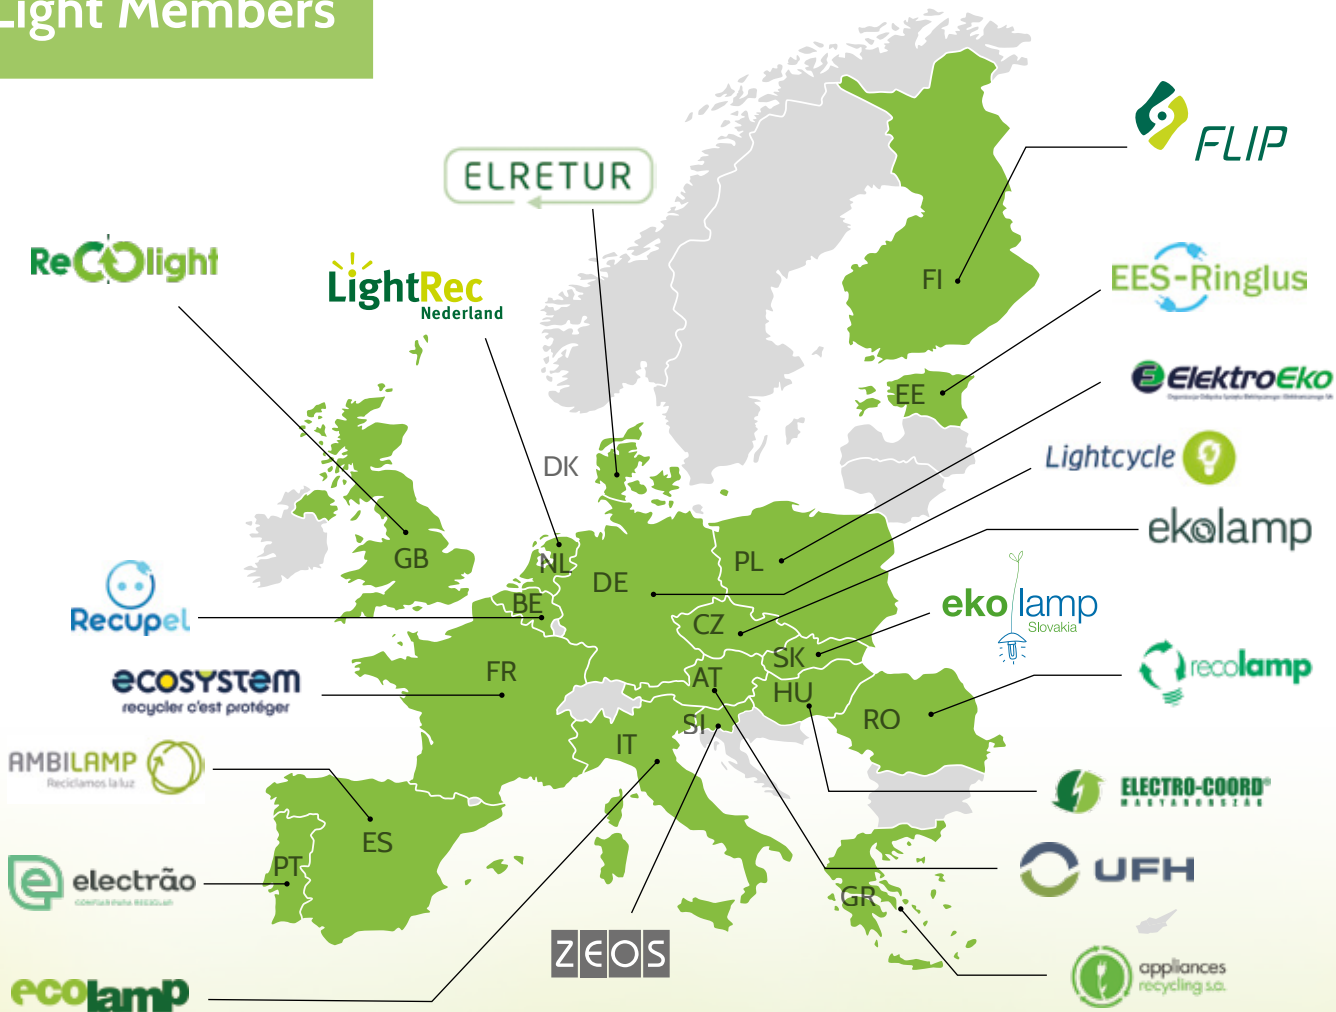 Light Members
FLIP
ELRETUR
ReCOlight
LightRec
Nederland
EES-Ringlus
FI
EE
ElektroEko
DK
Lightcycle
ekolamp
GB
NL
DE
PL
BE
CZ
eko lamp
Slovakia
Recupel
SK
FR
AT
HU
RO
recolamp
ecosystem
recycler c'est protéger
SI
IT
AMBILAMP
Reciclamos la luz
ELECTRO-COORD®
MAGYARORSZÁG
ES
PT
electrão
UFH
GR
ZEOS
appliances
recycling s.a.
ecolamp